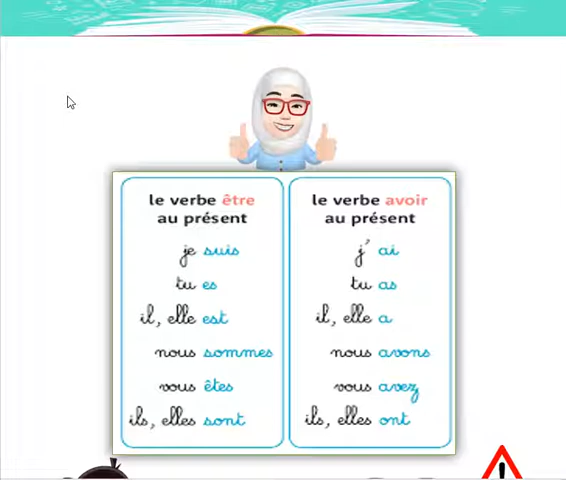 le verbe être
au présent
je suis
tu es
il, elle est
nous sommes
vous êtes
ils, elles sont
le verbe avoir
au présent
j' ai
tu as
il, elle a
nous avons
vous avez
ils, elles ont